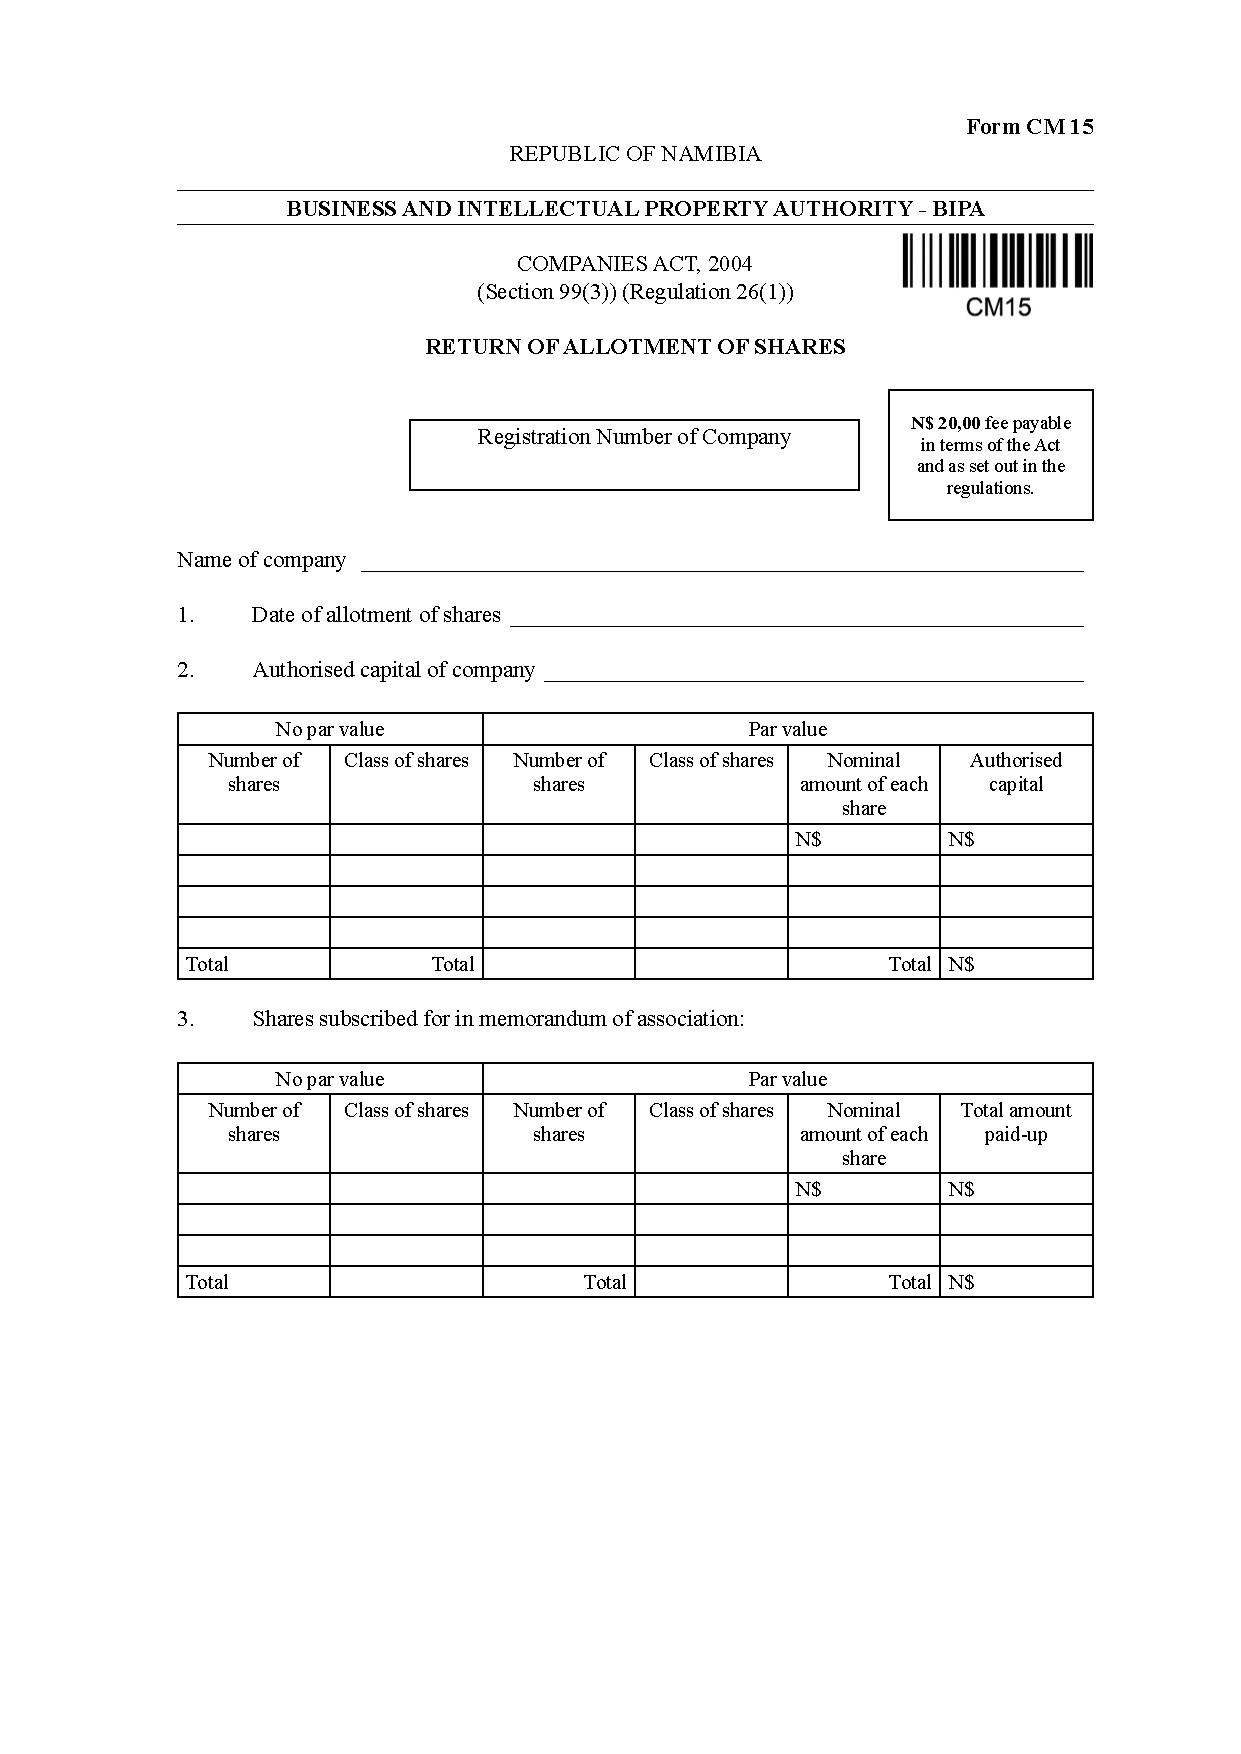 Form CM 15
REPUBLIC OF NAMIBIA
BUSINESS AND INTELLECTUAL PROPERTY AUTHORITY - BIPA
COMPANIES ACT, 2004
(Section 99(3)) (Regulation 26(1))
CM15
RETURN OF ALLOTMENT OF SHARES
Registration Number of Company
N$ 20,00 fee payable
in terms of the Act
and as set out in the
regulations.
Name of company
1. Date of allotment of shares
2. Authorised capital of company
No par value Par value
Number of shares Class of shares Number of shares Class of shares Nominal amount of each share Authorised capital
N$ N$
Total Total Total N$
3. Shares subscribed for in memorandum of association:
No par value Par value
Number of shares Class of shares Number of shares Class of shares Nominal amount of each share Total amount paid-up
N$ N$
Total Total Total N$